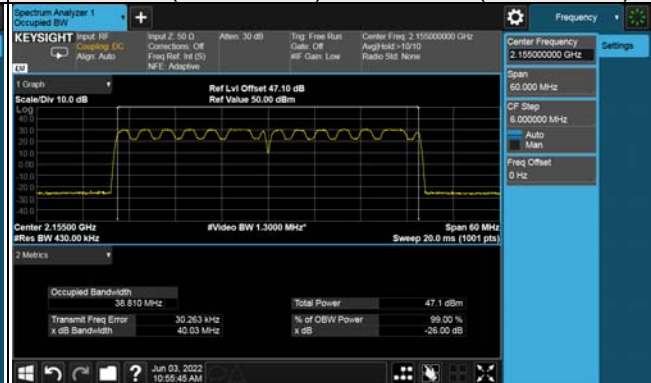 Spectrum Analyzer 1
Occupied BW
+
Frequency
KEYSIGHT
Input: RF
Coupling: DC
Align: Auto
Input Z: 50 Ω
Corrections: Off
Freq Ref: Int (S)
NFE: Adaptive
Atten: 30 dB
Trig: Free Run
Gate: Off
#IF Gain: Low
Center Freq: 2.155000000 GHz
Avg|Hold:>10/10
Radio Std: None
Center Frequency
2.155000000 GHz
Settings
Span
60.000 MHz
CF Step
6.000000 MHz
Auto
Man
Freq Offset
0 Hz
1 Graph
Scale/Div 10.0 dB
Ref Lvl Offset 47.10 dB
Ref Value 50.00 dBm
Log
40.0
30.0
20.0
10.0
0.00
-10.0
-20.0
-30.0
-40.0
Center 2.15500 GHz
#Res BW 430.00 kHz
#Video BW 1.3000 MHz*
Span 60 MHz
Sweep 20.0 ms (1001 pts)
2 Metrics
Occupied Bandwidth
38.810 MHz
Total Power 47.1 dBm
Transmit Freq Error 30.263 kHz
% of OBW Power 99.00 %
x dB Bandwidth 40.03 MHz
x dB -26.00 dB
?
Jun 03, 2022
10:55:45 AM